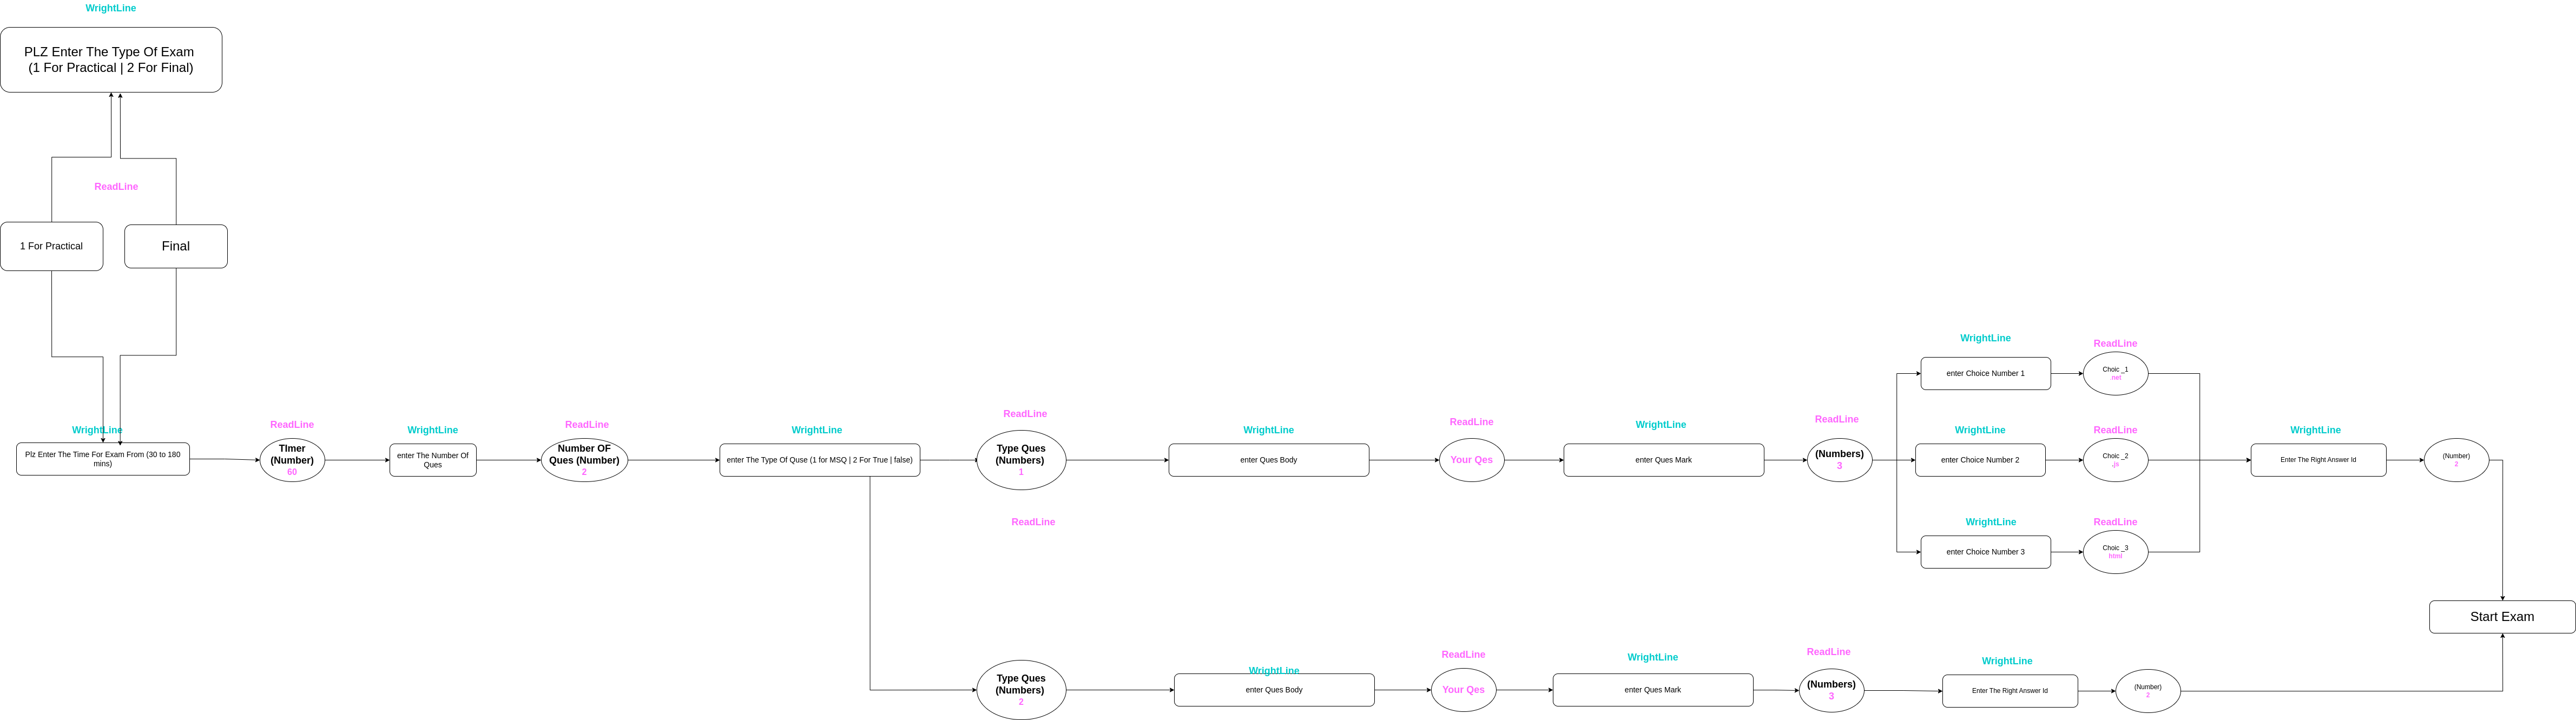 WrightLine
PLZ Enter The Type Of Exam
(1 For Practical | 2 For Final)
ReadLine
1 For Practical
Final
WrightLine
Plz Enter The Time For Exam From (30 to 180
mins)
ReadLine
TImer
(Number)
60
WrightLine
enter The Number Of
Ques
ReadLine
Number OF
Ques (Number)
2
WrightLine
enter The Type Of Quse (1 for MSQ | 2 For True | false)
ReadLine
Type Ques
(Numbers)
1
ReadLine
WrightLine
enter Ques Body
ReadLine
Your Qes
WrightLine
enter Ques Mark
ReadLine
(Numbers)
3
WrightLine
enter Choice Number 1
ReadLine
Choic _1
.net
WrightLine
enter Choice Number 2
ReadLine
Choic _2
.js
WrightLine
enter Choice Number 3
ReadLine
Choic _3
html
WrightLine
Enter The Right Answer Id
(Number)
2
Start Exam
Type Ques
(Numbers)
2
WrightLine
enter Ques Body
ReadLine
Your Qes
WrightLine
enter Ques Mark
ReadLine
(Numbers)
3
WrightLine
Enter The Right Answer Id
(Number)
2